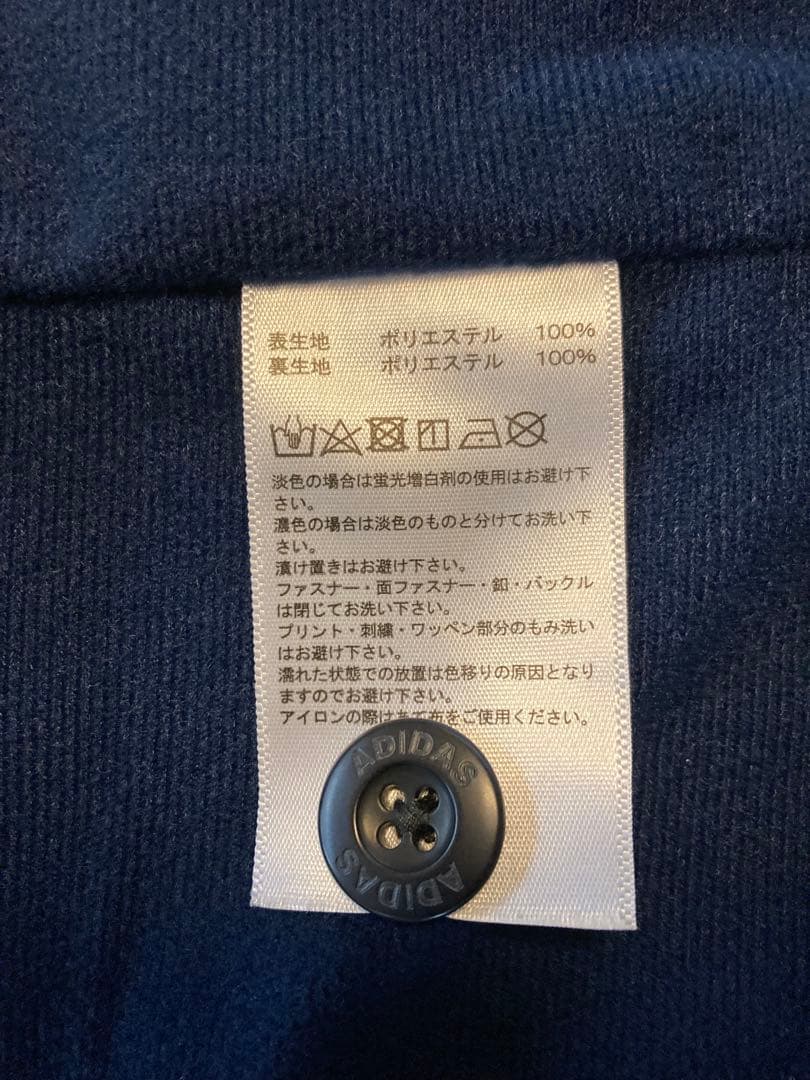 表生地 ポリエステル 100%
裏生地 ポリエステル 100%
淡色の場合は蛍光増白剤の使用はお避け下
さい。
濃色の場合は淡色のものと分けてお洗い下
さい。
漬け置きはお避け下さい。
ファスナー・面ファスナー・釦・バックル
は閉じてお洗い下さい。
プリント・刺繍・ワッペン部分のもみ洗い
はお避け下さい。
濡れた状態での放置は色移りの原因となり
ますのでお避け下さい。
アイロンの際はあて布をご使用ください。
ADIDAS
ADIDAS